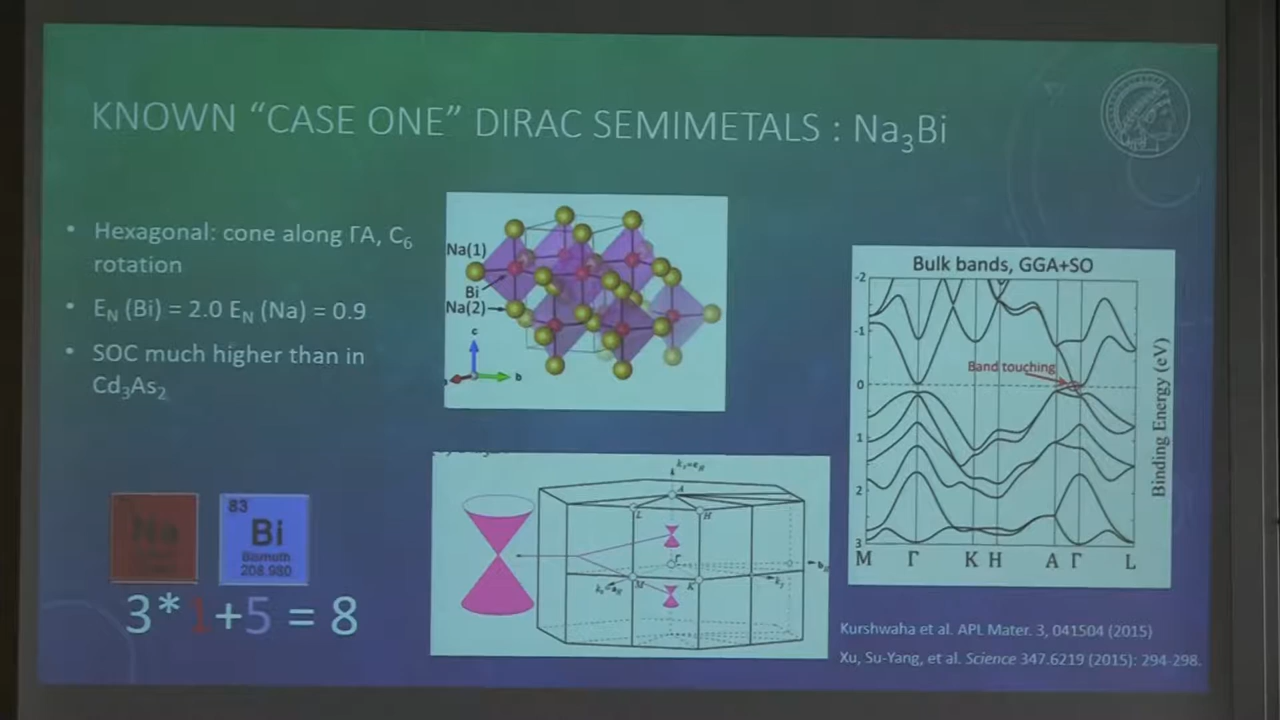 KNOWN “CASE ONE” DIRAC SEMIMETALS : Na₃Bi
• Hexagonal: cone along ΓA, C₆
rotation
• E_N (Bi) = 2.0 E_N (Na) = 0.9
• SOC much higher than in
Cd₃As₂
Na(1)
Bi
Na(2)
c
b
Bulk bands, GGA+SO
-2
-1
0
1
2
3
Band touching
M Γ K H A Γ L
Binding Energy (eV)
A
L
H
Γ
M
K
Na
83
Bi
Bismuth
208.980
3*1+5 = 8
Kurshwaha et al. APL Mater. 3, 041504 (2015)
Xu, Su-Yang, et al. Science 347.6219 (2015): 294-298.